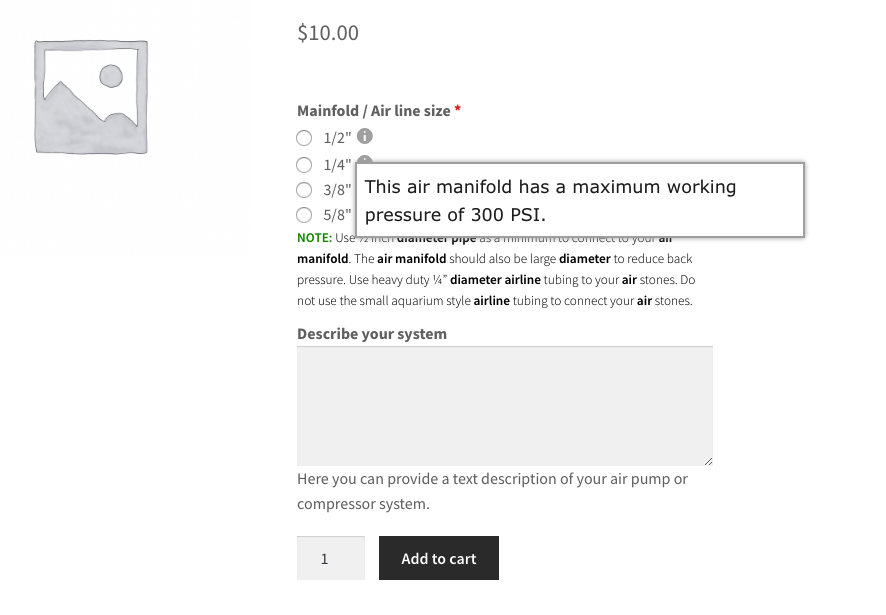 $10.00
Mainfold / Air line size *
1/2"
1/4"
3/8"
5/8"
This air manifold has a maximum working
pressure of 300 PSI.
NOTE: Use ½ inch diameter pipe as a minimum to connect to your air
manifold. The air manifold should also be large diameter to reduce back
pressure. Use heavy duty ¼” diameter airline tubing to your air stones. Do
not use the small aquarium style airline tubing to connect your air stones.
Describe your system
Here you can provide a text description of your air pump or
compressor system.
1
Add to cart